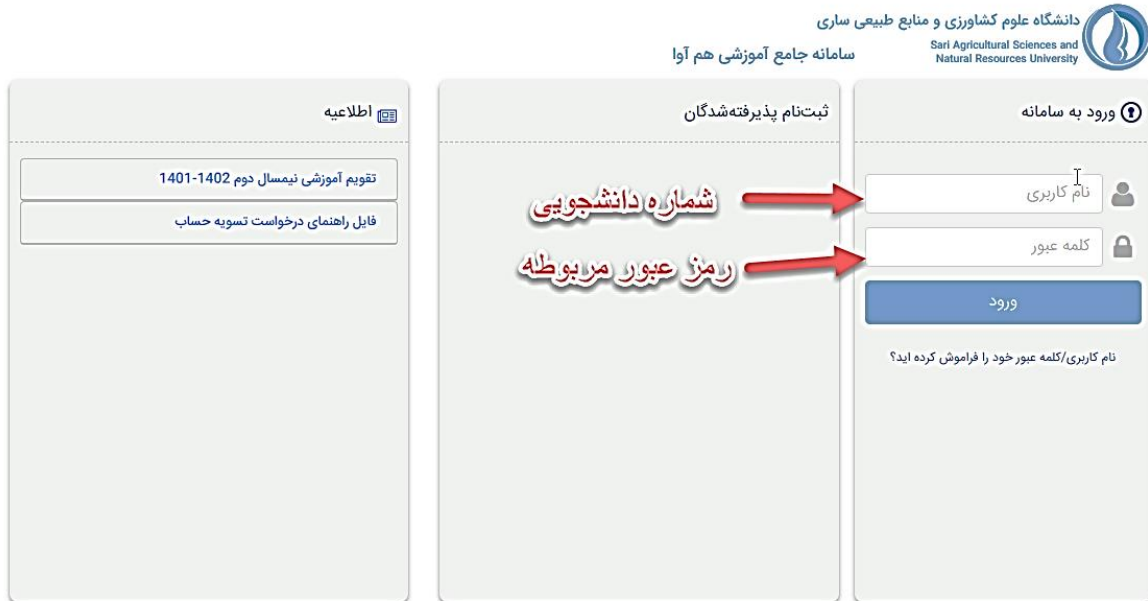 دانشگاه علوم کشاورزی و منابع طبیعی ساری
Sari Agricultural Sciences and
Natural Resources University
سامانه جامع آموزشی هم آوا
ورود به سامانه
نام کاربری
کلمه عبور
ورود
نام کاربری/کلمه عبور خود را فراموش کرده اید؟
ثبت‌نام پذیرفته‌شدگان
شماره دانشجویی
رمز عبور مربوطه
اطلاعیه
تقویم آموزشی نیمسال دوم 1402-1401
فایل راهنمای درخواست تسویه حساب